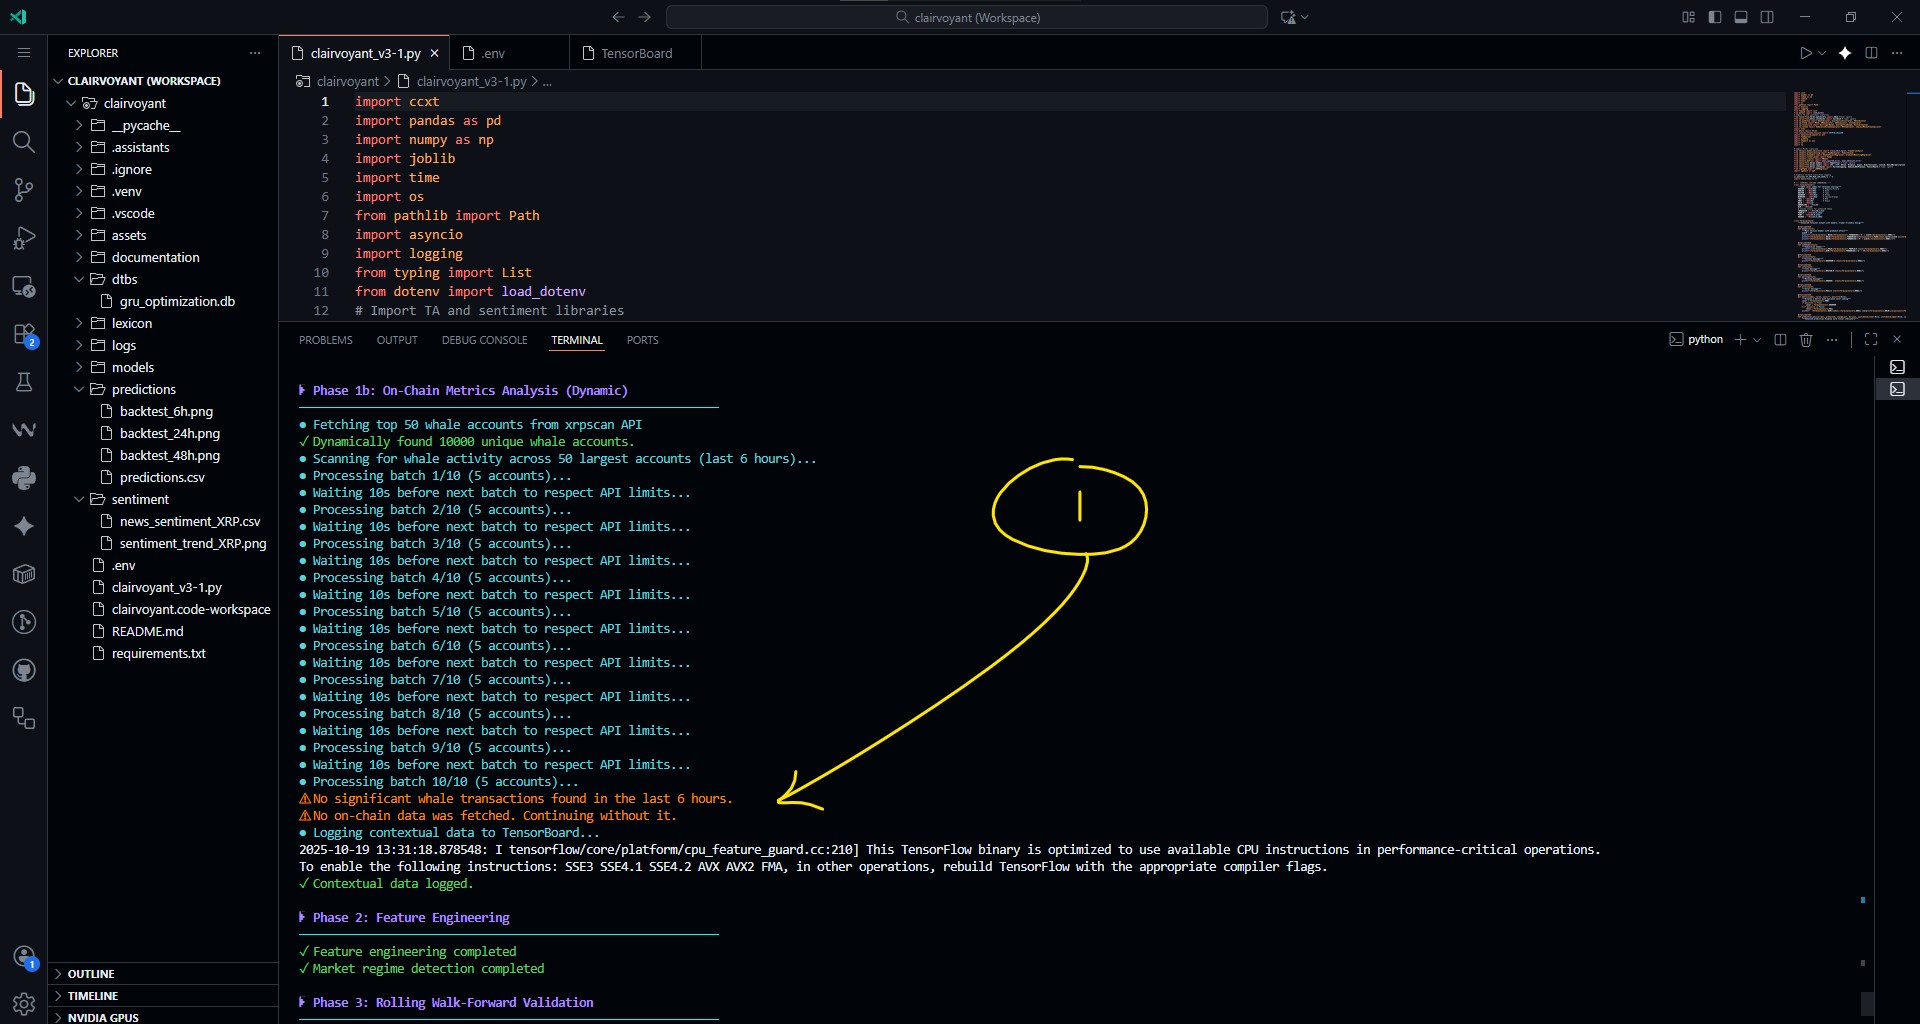 clairvoyant (Workspace)
EXPLORER
CLAIRVOYANT (WORKSPACE)
clairvoyant
__pycache__
.assistants
.ignore
.venv
.vscode
assets
documentation
dtbs
gru_optimization.db
lexicon
logs
models
predictions
backtest_6h.png
backtest_24h.png
backtest_48h.png
predictions.csv
sentiment
news_sentiment_XRP.csv
sentiment_trend_XRP.png
.env
clairvoyant_v3-1.py
clairvoyant.code-workspace
README.md
requirements.txt
OUTLINE
TIMELINE
NVIDIA GPUS
2
1
clairvoyant_v3-1.py .env TensorBoard
clairvoyant > clairvoyant_v3-1.py > ...
1 import ccxt
2 import pandas as pd
3 import numpy as np
4 import joblib
5 import time
6 import os
7 from pathlib import Path
8 import asyncio
9 import logging
10 from typing import List
11 from dotenv import load_dotenv
12 # Import TA and sentiment libraries
PROBLEMS OUTPUT DEBUG CONSOLE TERMINAL PORTS
python
Phase 1b: On-Chain Metrics Analysis (Dynamic)
● Fetching top 50 whale accounts from xrpscan API
✓ Dynamically found 10000 unique whale accounts.
● Scanning for whale activity across 50 largest accounts (last 6 hours)...
● Processing batch 1/10 (5 accounts)...
● Waiting 10s before next batch to respect API limits...
● Processing batch 2/10 (5 accounts)...
● Waiting 10s before next batch to respect API limits...
● Processing batch 3/10 (5 accounts)...
● Waiting 10s before next batch to respect API limits...
● Processing batch 4/10 (5 accounts)...
● Waiting 10s before next batch to respect API limits...
● Processing batch 5/10 (5 accounts)...
● Waiting 10s before next batch to respect API limits...
● Processing batch 6/10 (5 accounts)...
● Waiting 10s before next batch to respect API limits...
● Processing batch 7/10 (5 accounts)...
● Waiting 10s before next batch to respect API limits...
● Processing batch 8/10 (5 accounts)...
● Waiting 10s before next batch to respect API limits...
● Processing batch 9/10 (5 accounts)...
● Waiting 10s before next batch to respect API limits...
● Processing batch 10/10 (5 accounts)...
⚠No significant whale transactions found in the last 6 hours.
⚠No on-chain data was fetched. Continuing without it.
● Logging contextual data to TensorBoard...
2025-10-19 13:31:18.878548: I tensorflow/core/platform/cpu_feature_guard.cc:210] This TensorFlow binary is optimized to use available CPU instructions in performance-critical operations.
To enable the following instructions: SSE3 SSE4.1 SSE4.2 AVX AVX2 FMA, in other operations, rebuild TensorFlow with the appropriate compiler flags.
✓ Contextual data logged.
Phase 2: Feature Engineering
✓ Feature engineering completed
✓ Market regime detection completed
Phase 3: Rolling Walk-Forward Validation
1